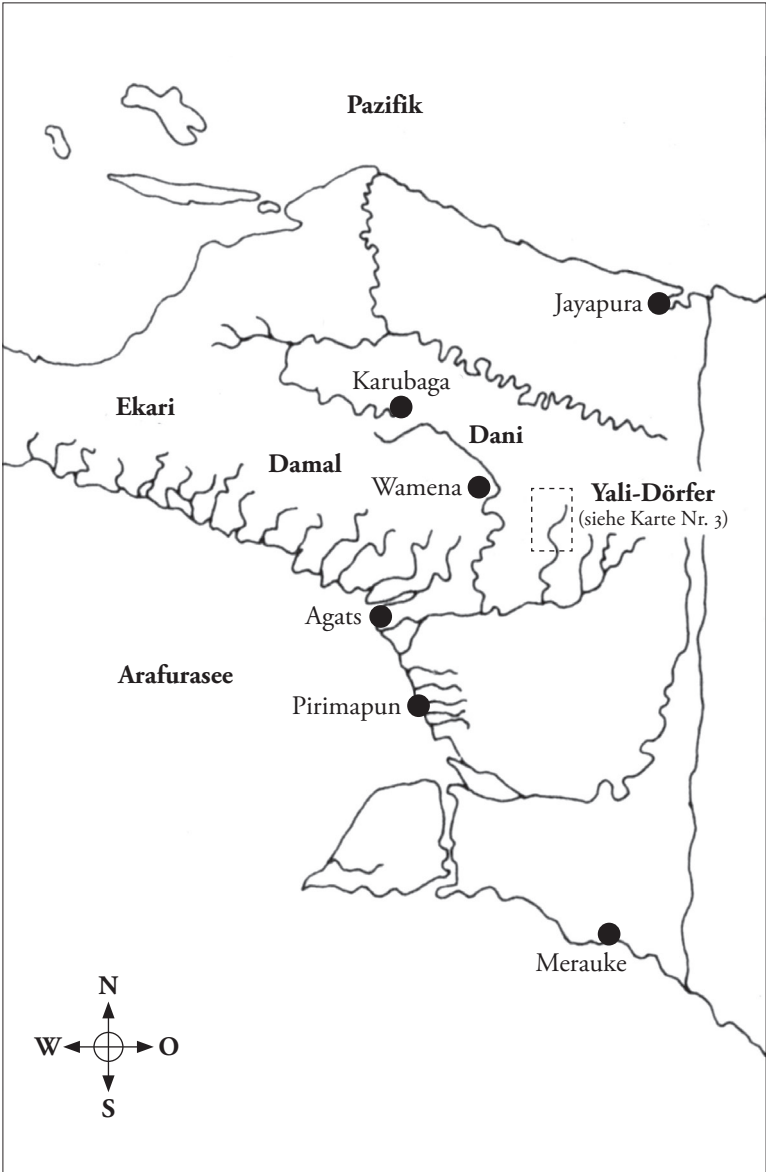 Pazifik
Jayapura
Karubaga
Ekari
Dani
Damal
Wamena
Yali-Dörfer
(siehe Karte Nr. 3)
Agats
Arafurasee
Pirimapun
Merauke
N
W
O
S